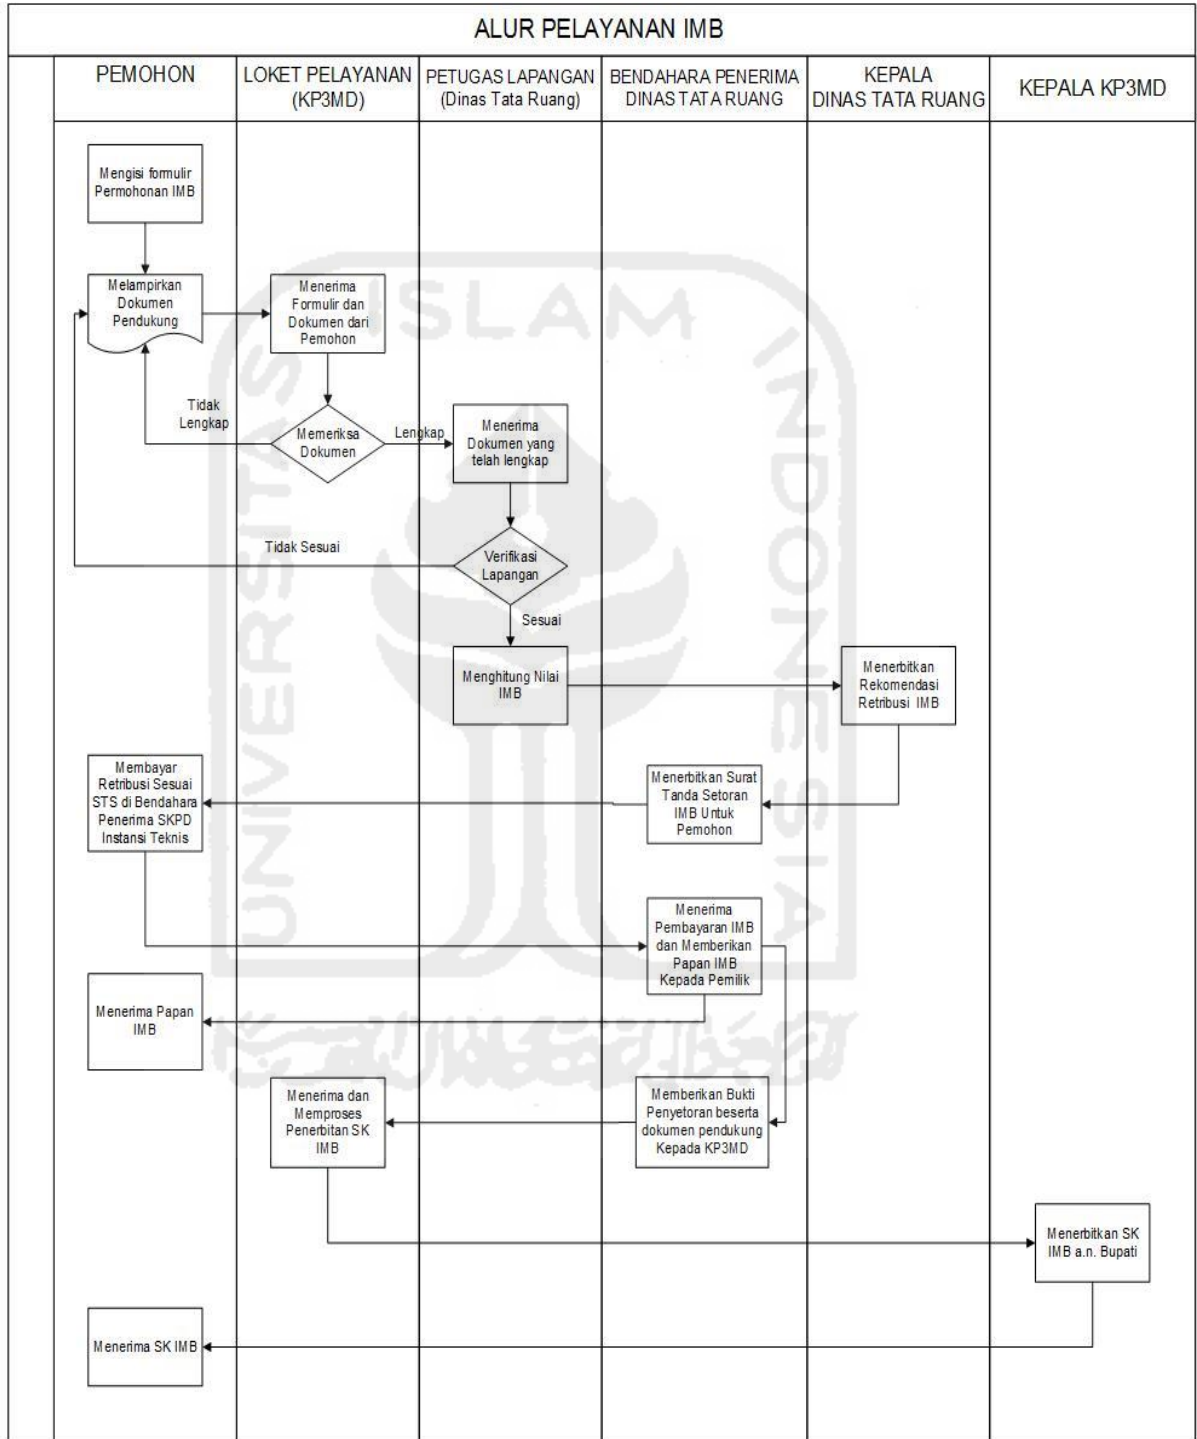 ALUR PELAYANAN IMB
PEMOHON
LOKET PELAYANAN
(KP3MD)
PETUGAS LAPANGAN
(Dinas Tata Ruang)
BENDAHARA PENERIMA
DINAS TATA RUANG
KEPALA
DINAS TATA RUANG
KEPALA KP3MD
Mengisi formulir
Permohonan IMB
Melampirkan
Dokumen
Pendukung
Menerima
Formulir dan
Dokumen dari
Pemohon
Tidak
Lengkap
Memeriksa
Dokumen
Lengkap
Menerima
Dokumen yang
telah lengkap
Tidak Sesuai
Verifikasi
Lapangan
Sesuai
Menghitung Nilai
IMB
Menerbitkan
Rekomendasi
Retribusi IMB
Membayar
Retribusi Sesuai
STS di Bendahara
Penerima SKPD
Instansi Teknis
Menerbitkan Surat
Tanda Setoran
IMB Untuk
Pemohon
Menerima
Pembayaran IMB
dan Memberikan
Papan IMB
Kepada Pemilik
Menerima Papan
IMB
Menerima dan
Memproses
Penerbitan SK
IMB
Memberikan Bukti
Penyetoran beserta
dokumen pendukung
Kepada KP3MD
Menerbitkan SK
IMB a.n. Bupati
Menerima SK IMB
UNIVERSITAS
ISLAM
INDONESIA